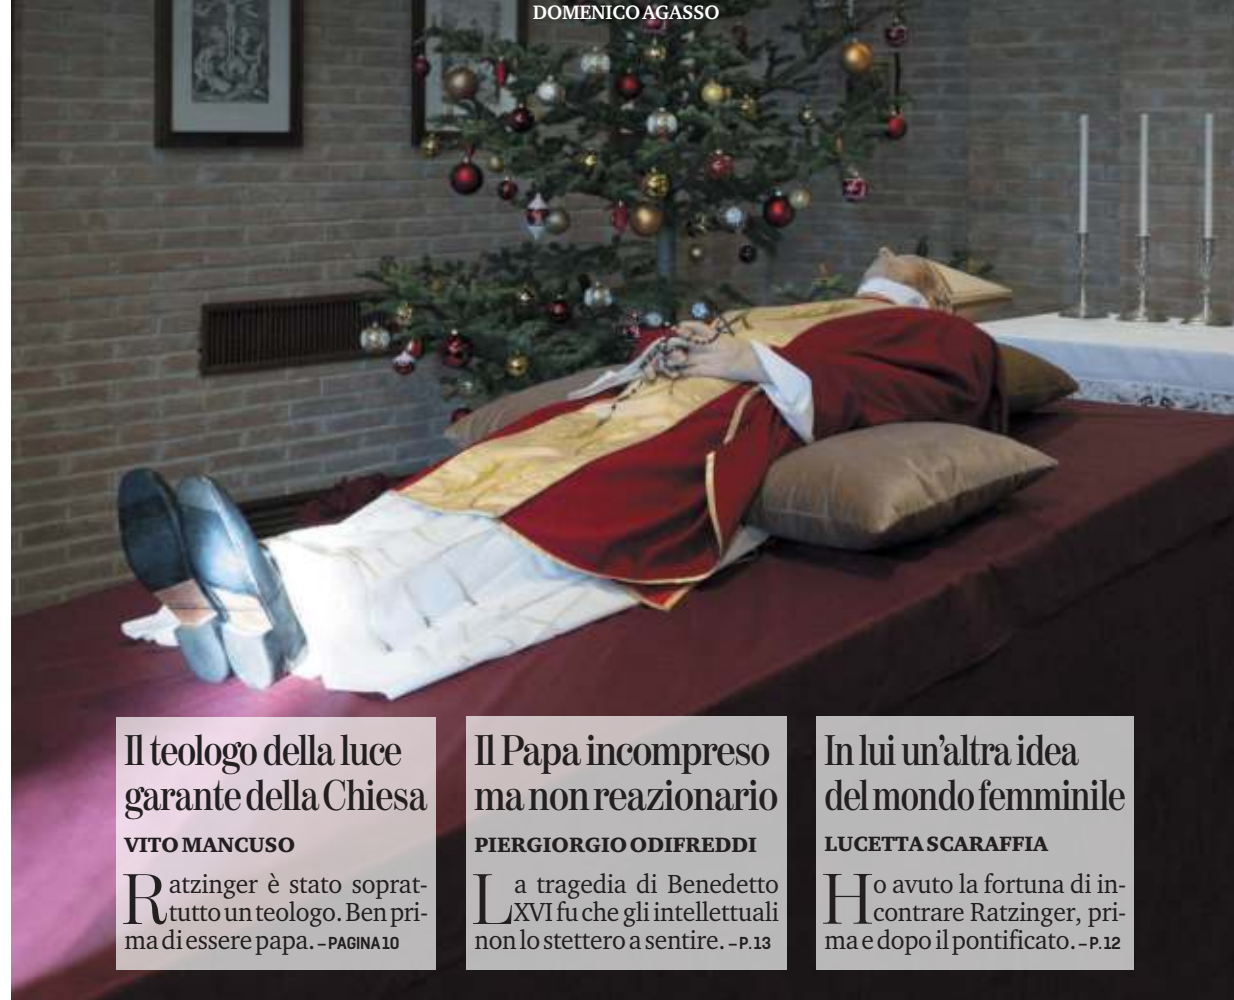 DOMENICO AGASSO
Il teologo della luce
garante della Chiesa
VITO MANCUSO
Ratzinger è stato soprat-
tutto un teologo. Ben pri-
ma di essere papa. – PAGINA 10
Il Papa incompreso
ma non reazionario
PIERGIORGIO ODIFREDDI
La tragedia di Benedetto
XVI fu che gli intellettuali
non lo stettero a sentire. – P. 13
In lui un'altra idea
del mondo femminile
LUCETTA SCARAFFIA
Ho avuto la fortuna di in-
contrare Ratzinger, pri-
ma e dopo il pontificato. – P. 12